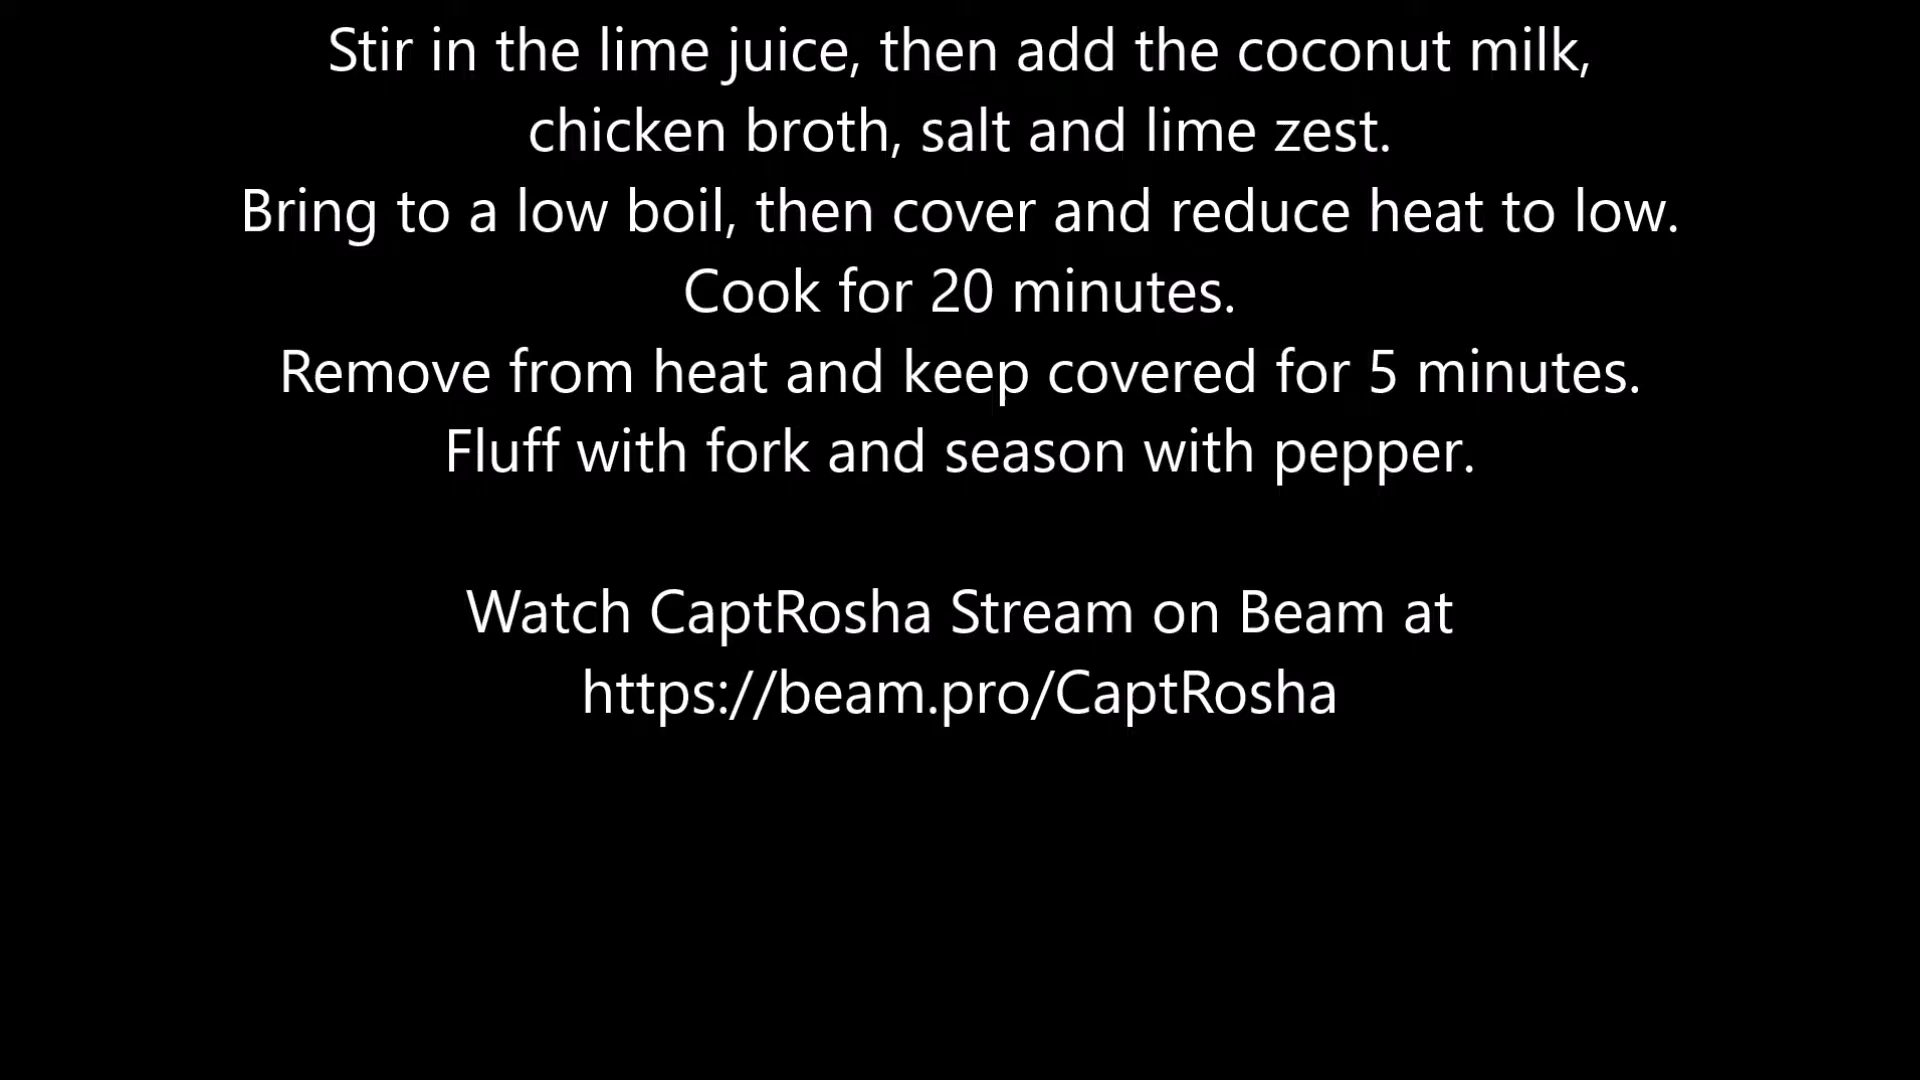 Stir in the lime juice, then add the coconut milk,
chicken broth, salt and lime zest.
Bring to a low boil, then cover and reduce heat to low.
Cook for 20 minutes.
Remove from heat and keep covered for 5 minutes.
Fluff with fork and season with pepper.
Watch CaptRosha Stream on Beam at
https://beam.pro/CaptRosha